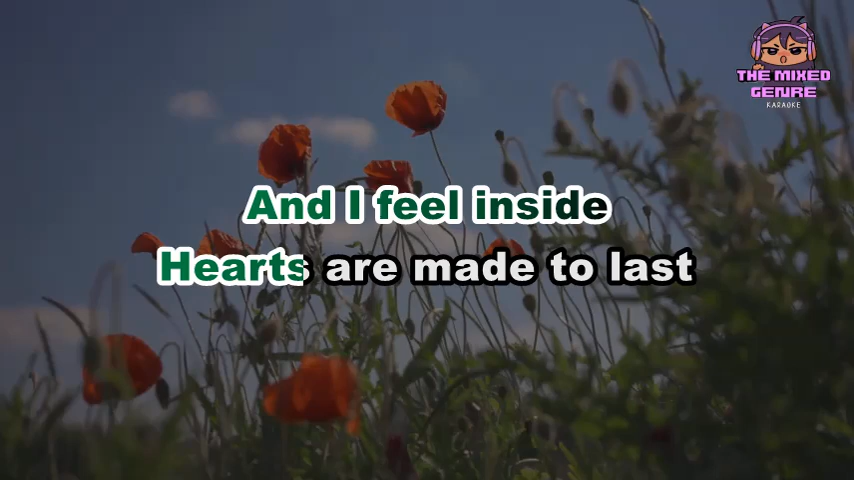 THE MIXED
GENRE
KARAOKE
And I feel inside
Hearts are made to last